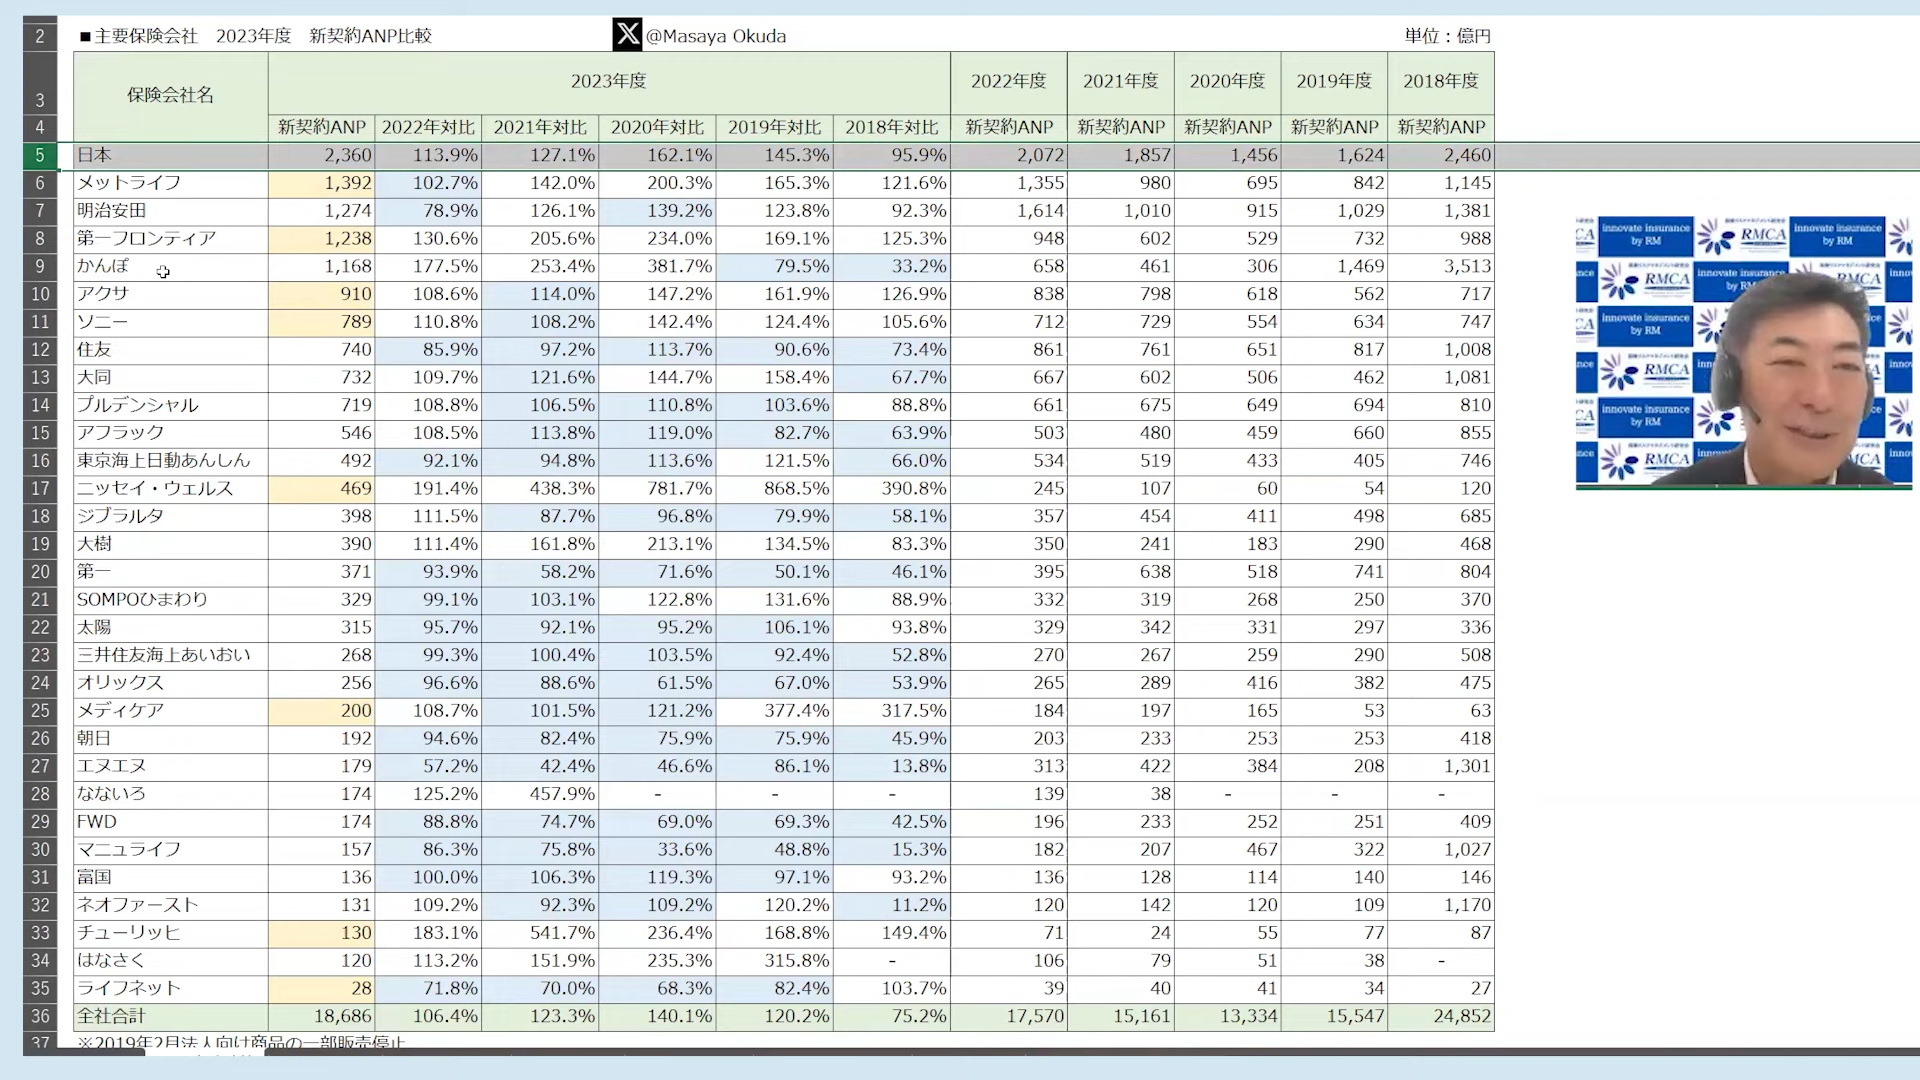 2 ■主要保険会社 2023年度 新契約ANP比較 X @Masaya Okuda 単位：億円
3 保険会社名 2023年度 2022年度 2021年度 2020年度 2019年度 2018年度
4 新契約ANP 2022年対比 2021年対比 2020年対比 2019年対比 2018年対比 新契約ANP 新契約ANP 新契約ANP 新契約ANP 新契約ANP
5 日本 2,360 113.9% 127.1% 162.1% 145.3% 95.9% 2,072 1,857 1,456 1,624 2,460
6 メットライフ 1,392 102.7% 142.0% 200.3% 165.3% 121.6% 1,355 980 695 842 1,145
7 明治安田 1,274 78.9% 126.1% 139.2% 123.8% 92.3% 1,614 1,010 915 1,029 1,381
8 第一フロンティア 1,238 130.6% 205.6% 234.0% 169.1% 125.3% 948 602 529 732 988
9 かんぽ 1,168 177.5% 253.4% 381.7% 79.5% 33.2% 658 461 306 1,469 3,513
10 アクサ 910 108.6% 114.0% 147.2% 161.9% 126.9% 838 798 618 562 717
11 ソニー 789 110.8% 108.2% 142.4% 124.4% 105.6% 712 729 554 634 747
12 住友 740 85.9% 97.2% 113.7% 90.6% 73.4% 861 761 651 817 1,008
13 大同 732 109.7% 121.6% 144.7% 158.4% 67.7% 667 602 506 462 1,081
14 プルデンシャル 719 108.8% 106.5% 110.8% 103.6% 88.8% 661 675 649 694 810
15 アフラック 546 108.5% 113.8% 119.0% 82.7% 63.9% 503 480 459 660 855
16 東京海上日動あんしん 492 92.1% 94.8% 113.6% 121.5% 66.0% 534 519 433 405 746
17 ニッセイ・ウェルス 469 191.4% 438.3% 781.7% 868.5% 390.8% 245 107 60 54 120
18 ジブラルタ 398 111.5% 87.7% 96.8% 79.9% 58.1% 357 454 411 498 685
19 大樹 390 111.4% 161.8% 213.1% 134.5% 83.3% 350 241 183 290 468
20 第一 371 93.9% 58.2% 71.6% 50.1% 46.1% 395 638 518 741 804
21 SOMPOひまわり 329 99.1% 103.1% 122.8% 131.6% 88.9% 332 319 268 250 370
22 太陽 315 95.7% 92.1% 95.2% 106.1% 93.8% 329 342 331 297 336
23 三井住友海上あいおい 268 99.3% 100.4% 103.5% 92.4% 52.8% 270 267 259 290 508
24 オリックス 256 96.6% 88.6% 61.5% 67.0% 53.9% 265 289 416 382 475
25 メディケア 200 108.7% 101.5% 121.2% 377.4% 317.5% 184 197 165 53 63
26 朝日 192 94.6% 82.4% 75.9% 75.9% 45.9% 203 233 253 253 418
27 エヌエヌ 179 57.2% 42.4% 46.6% 86.1% 13.8% 313 422 384 208 1,301
28 なないろ 174 125.2% 457.9% - - - 139 38 - - -
29 FWD 174 88.8% 74.7% 69.0% 69.3% 42.5% 196 233 252 251 409
30 マニュライフ 157 86.3% 75.8% 33.6% 48.8% 15.3% 182 207 467 322 1,027
31 富国 136 100.0% 106.3% 119.3% 97.1% 93.2% 136 128 114 140 146
32 ネオファースト 131 109.2% 92.3% 109.2% 120.2% 11.2% 120 142 120 109 1,170
33 チューリッヒ 130 183.1% 541.7% 236.4% 168.8% 149.4% 71 24 55 77 87
34 はなさく 120 113.2% 151.9% 235.3% 315.8% - 106 79 51 38 -
35 ライフネット 28 71.8% 70.0% 68.3% 82.4% 103.7% 39 40 41 34 27
36 全社合計 18,686 106.4% 123.3% 140.1% 120.2% 75.2% 17,570 15,161 13,334 15,547 24,852
37 ※2019年2月法人向け商品の一部販売停止
innovate insurance by RM
RMCA
innovate insurance by RM
RMCA
innovate insurance by RM
innovate insurance by RM
RMCA
innovate insurance by RM
RMCA